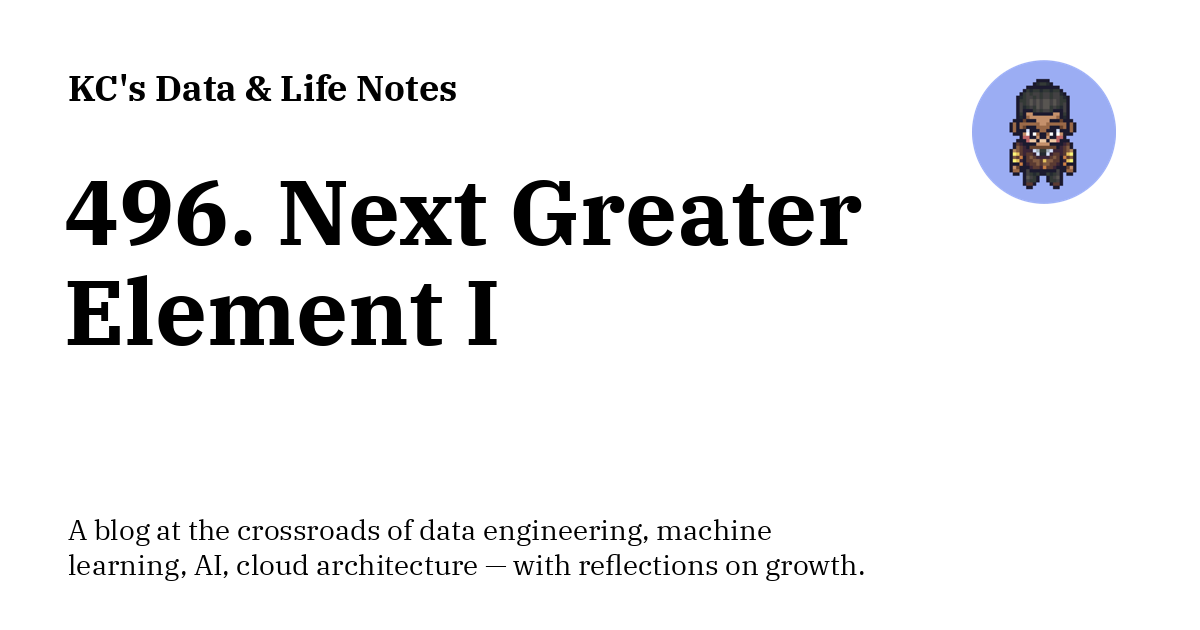 KC's Data & Life Notes
496. Next Greater
Element I
A blog at the crossroads of data engineering, machine
learning, AI, cloud architecture — with reflections on growth.